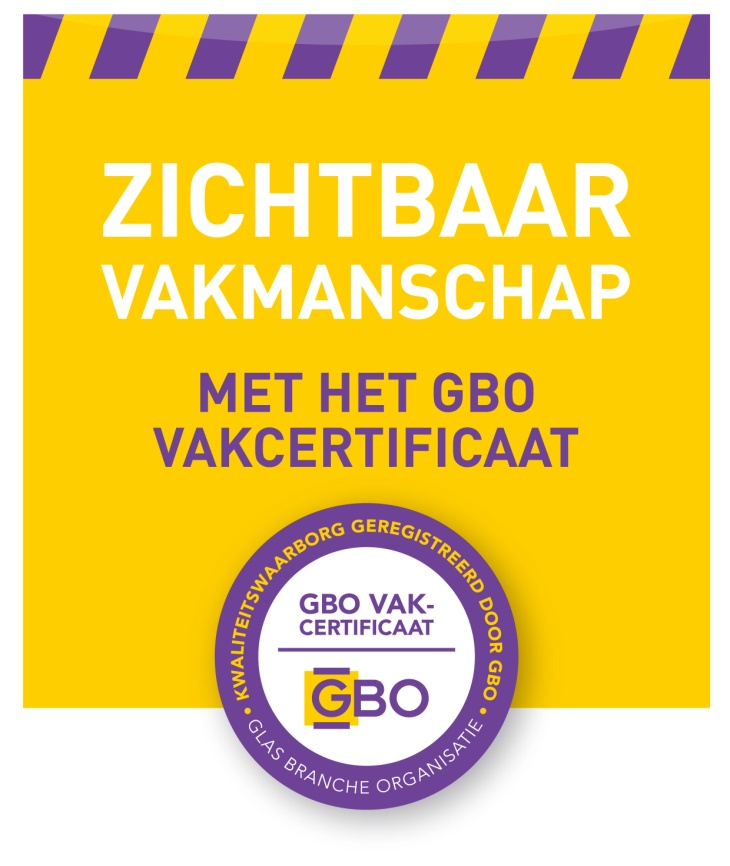 ZICHTBAAR
VAKMANSCHAP
MET HET GBO
VAKCERTIFICAAT
• KWALITEITSWAARBORG GEREGISTREERD DOOR GBO •
GBO VAK-
CERTIFICAAT
GBO
GLAS BRANCHE ORGANISATIE